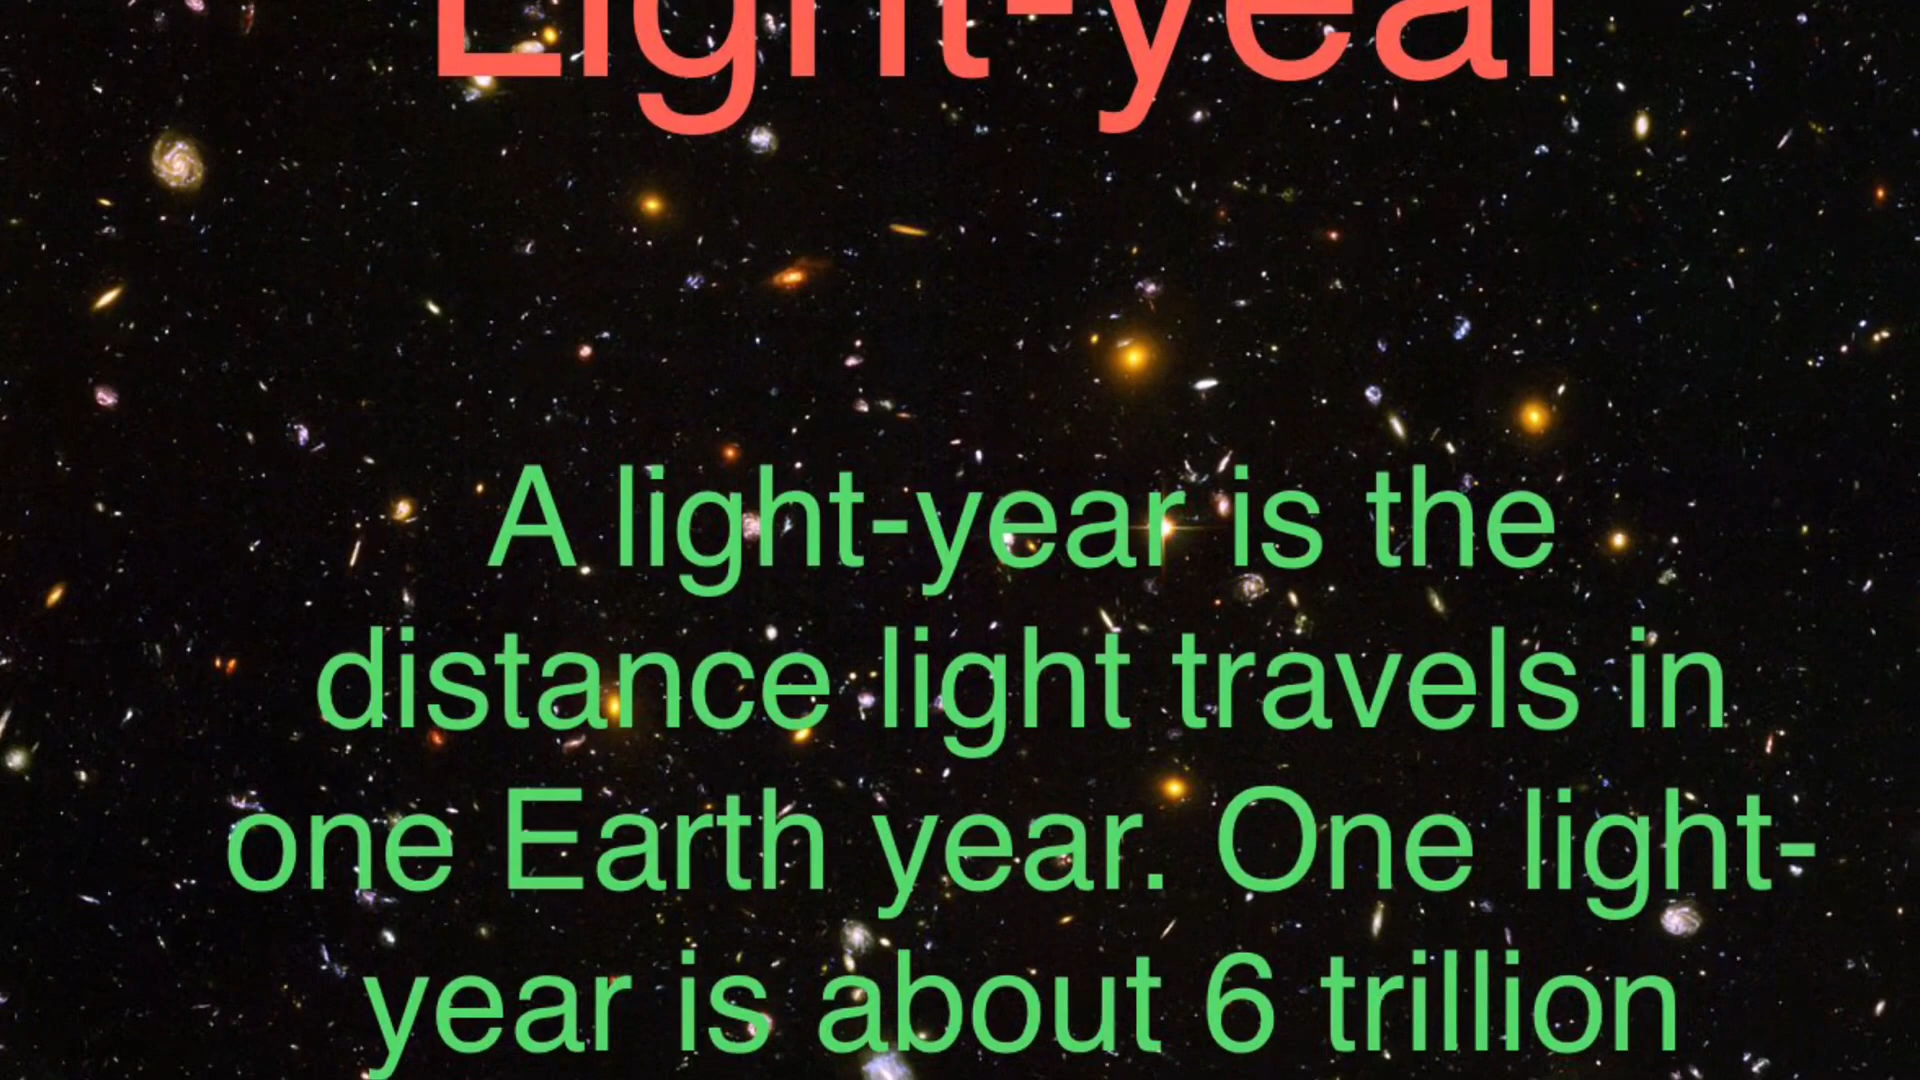 Light-year
A light-year is the
distance light travels in
one Earth year. One light-
year is about 6 trillion